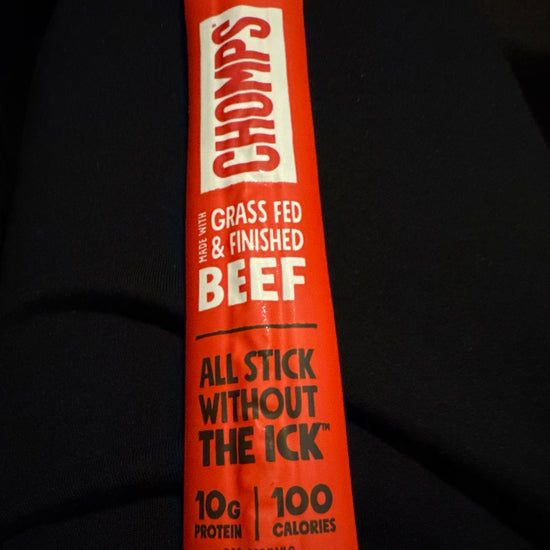 CHOMPS
MADE WITH
GRASS FED
& FINISHED
BEEF
ALL STICK
WITHOUT
THE ICK™
10G | 100
PROTEIN | CALORIES